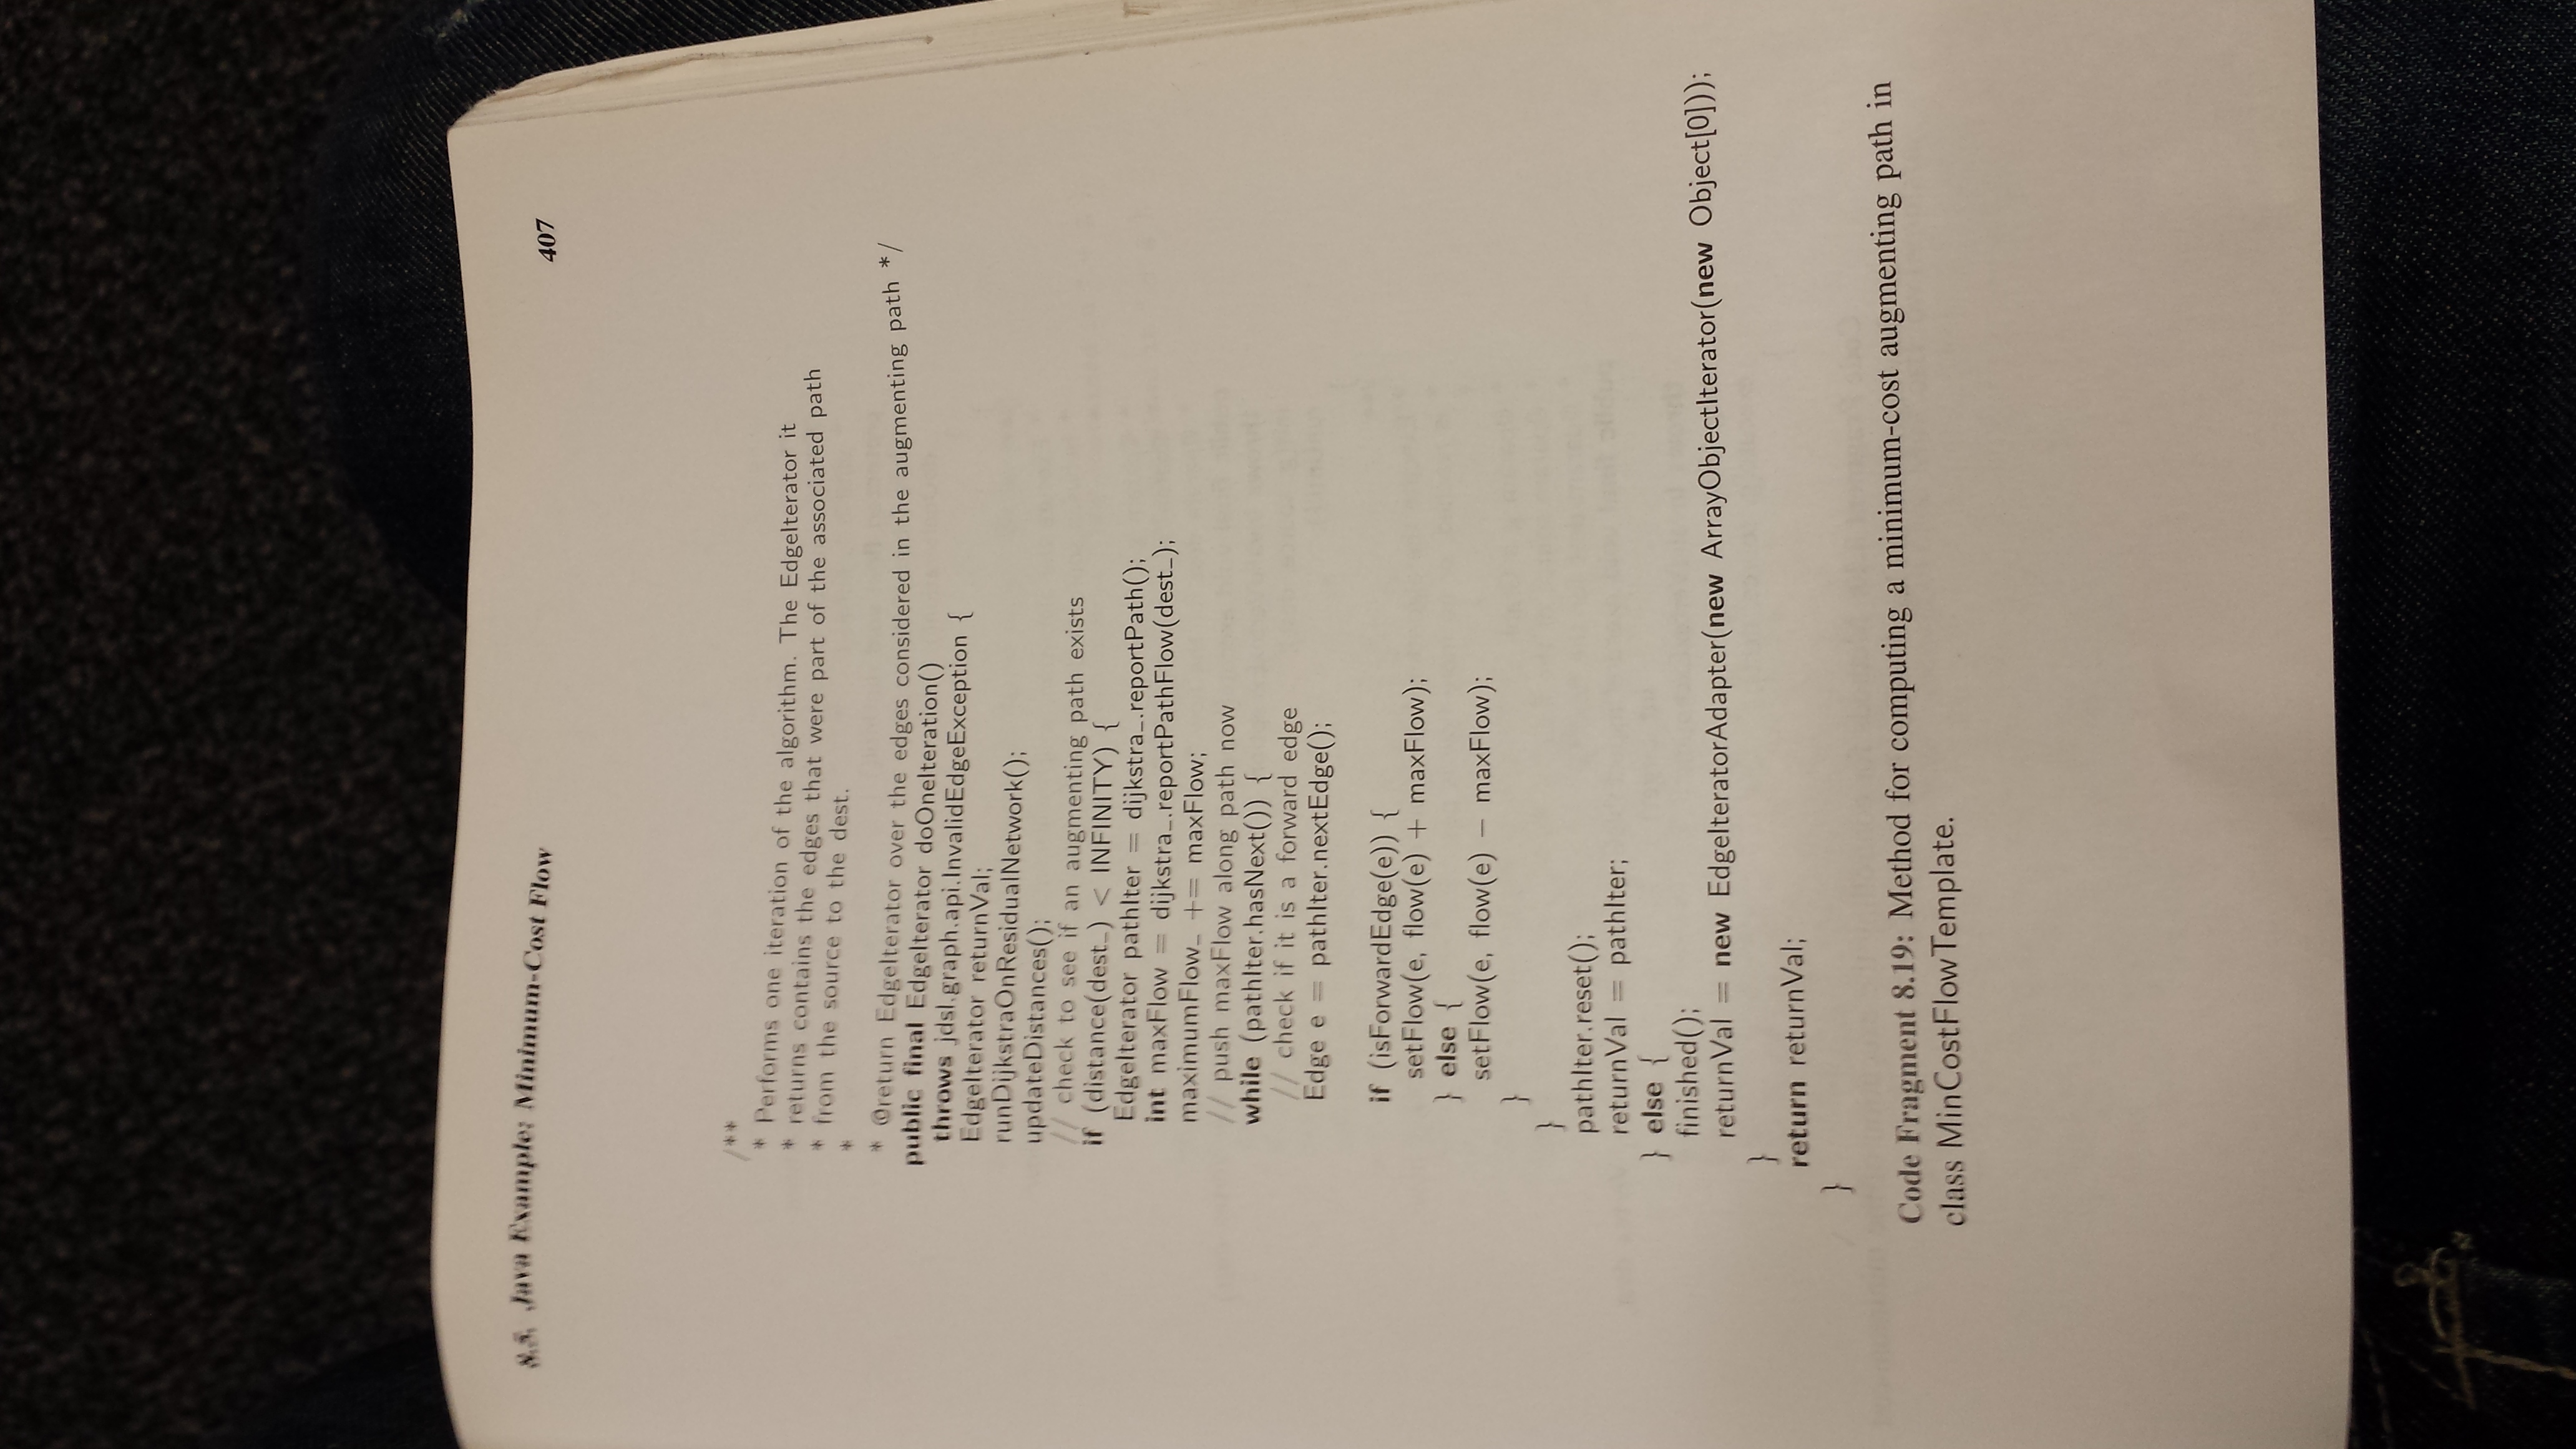 8.5. Java Example: Minimum-Cost Flow
407
/**
* Performs one iteration of the algorithm. The EdgeIterator it
* returns contains the edges that were part of the associated path
* from the source to the dest.
*
* @return EdgeIterator over the edges considered in the augmenting path */
public final EdgeIterator doOneIteration()
throws jdsl.graph.api.InvalidEdgeException {
EdgeIterator returnVal;
runDijkstraOnResidualNetwork();
updateDistances();
// check to see if an augmenting path exists
if (distance(dest_) < INFINITY) {
EdgeIterator pathIter = dijkstra_.reportPath();
int maxFlow = dijkstra_.reportPathFlow(dest_);
maximumFlow_ += maxFlow;
// push maxFlow along path now
while (pathIter.hasNext()) {
// check if it is a forward edge
Edge e = pathIter.nextEdge();
if (isForwardEdge(e)) {
setFlow(e, flow(e) + maxFlow);
} else {
setFlow(e, flow(e) − maxFlow);
}
}
pathIter.reset();
returnVal = pathIter;
} else {
finished();
returnVal = new EdgeIteratorAdapter(new ArrayObjectIterator(new Object[0]));
}
return returnVal;
}
Code Fragment 8.19: Method for computing a minimum-cost augmenting path in
class MinCostFlowTemplate.